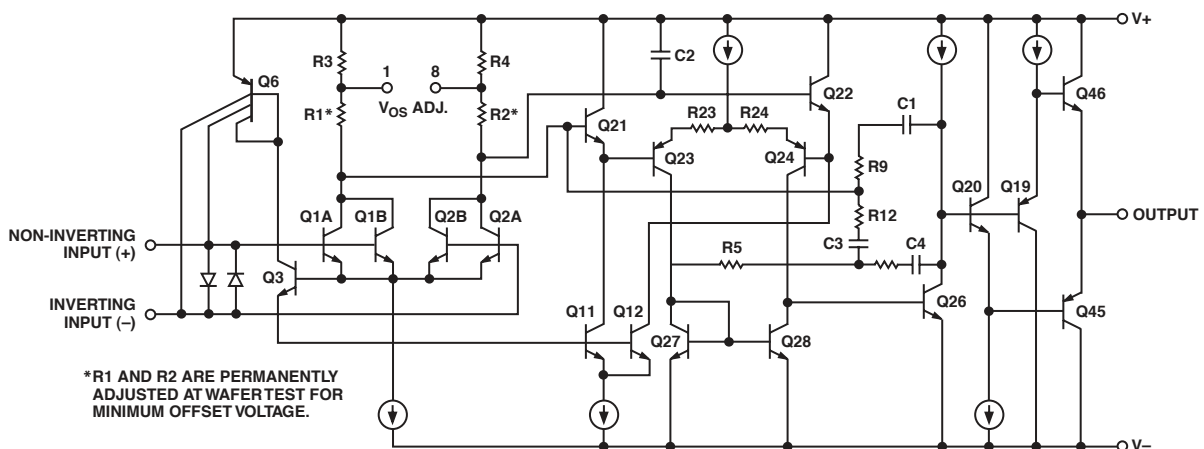 V+
R3
R4
C2
Q6
1
8
V_OS ADJ.
R1*
R2*
R23
R24
Q22
C1
Q46
Q21
Q23
Q24
R9
Q20
Q19
Q1A
Q1B
Q2B
Q2A
R12
OUTPUT
NON-INVERTING
INPUT (+)
C3
C4
R5
Q3
INVERTING
INPUT (–)
Q11
Q12
Q26
Q45
Q27
Q28
*R1 AND R2 ARE PERMANENTLY
ADJUSTED AT WAFER TEST FOR
MINIMUM OFFSET VOLTAGE.
V–